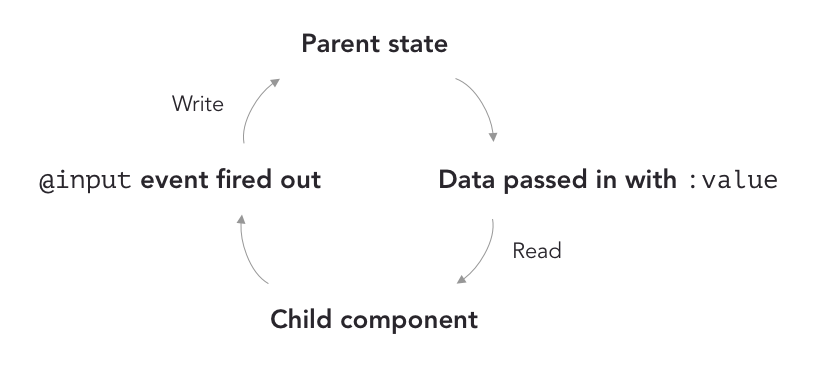 Parent state
Write
@input event fired out
Data passed in with :value
Read
Child component